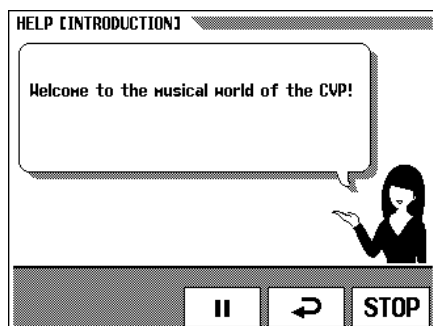 HELP [INTRODUCTION]
Welcome to the musical world of the CVP!
STOP